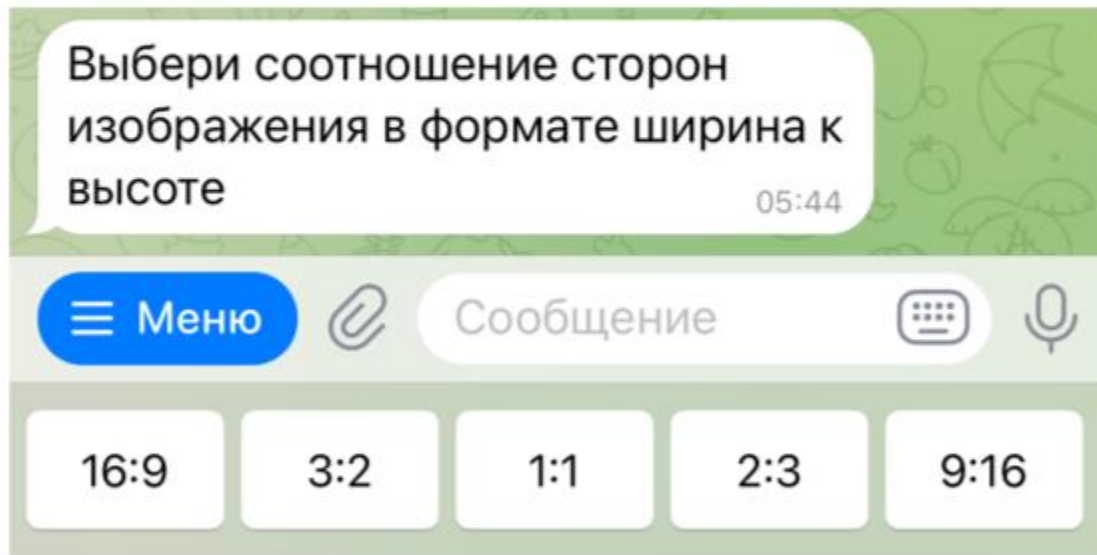 Выбери соотношение сторон
изображения в формате ширина к
высоте
05:44
Меню
Сообщение
16:9
3:2
1:1
2:3
9:16